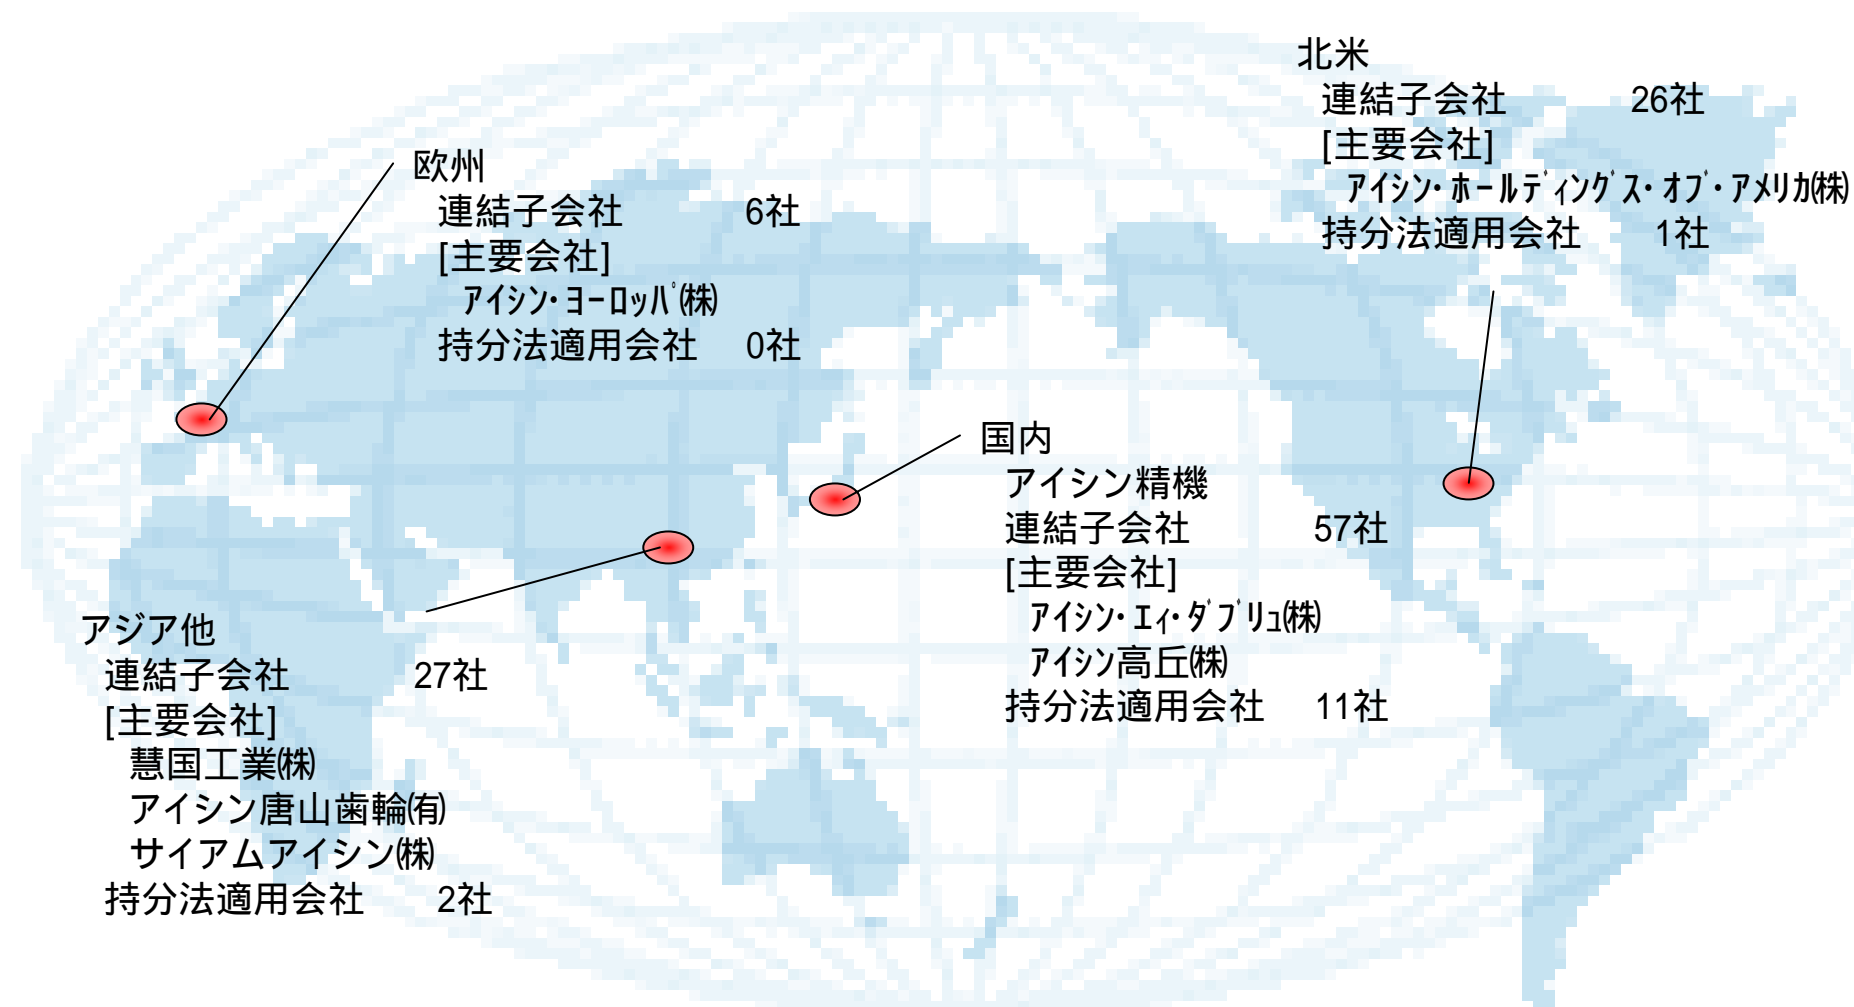 北米
連結子会社 26社
[主要会社]
ｱｲｼﾝ･ﾎｰﾙﾃﾞｨﾝｸﾞｽ･ｵﾌﾞ･ｱﾒﾘｶ㈱
持分法適用会社 1社
欧州
連結子会社 6社
[主要会社]
ｱｲｼﾝ･ﾖｰﾛｯﾊﾟ㈱
持分法適用会社 0社
国内
アイシン精機
連結子会社 57社
[主要会社]
ｱｲｼﾝ･ｴｨ･ﾀﾞﾌﾞﾘｭ㈱
ｱｲｼﾝ高丘㈱
持分法適用会社 11社
アジア他
連結子会社 27社
[主要会社]
慧国工業㈱
アイシン唐山歯輪㈲
サイアムアイシン㈱
持分法適用会社 2社